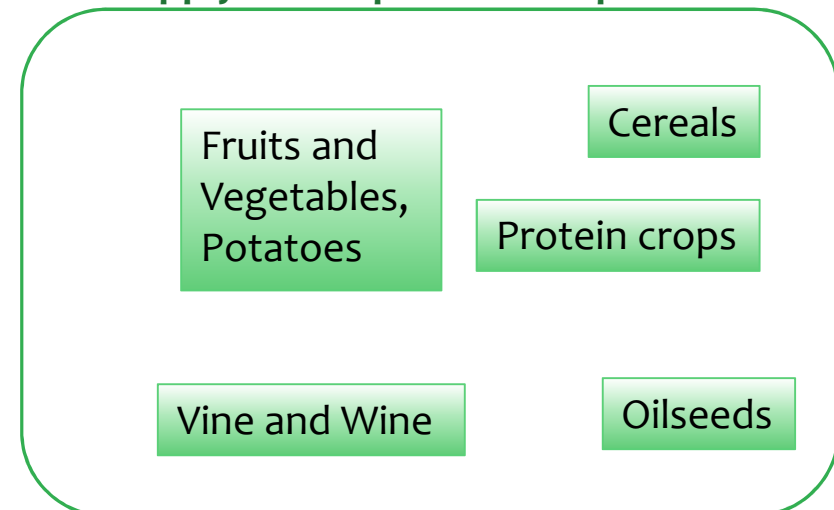 Cereals
Fruits and
Vegetables,
Potatoes
Protein crops
Vine and Wine
Oilseeds